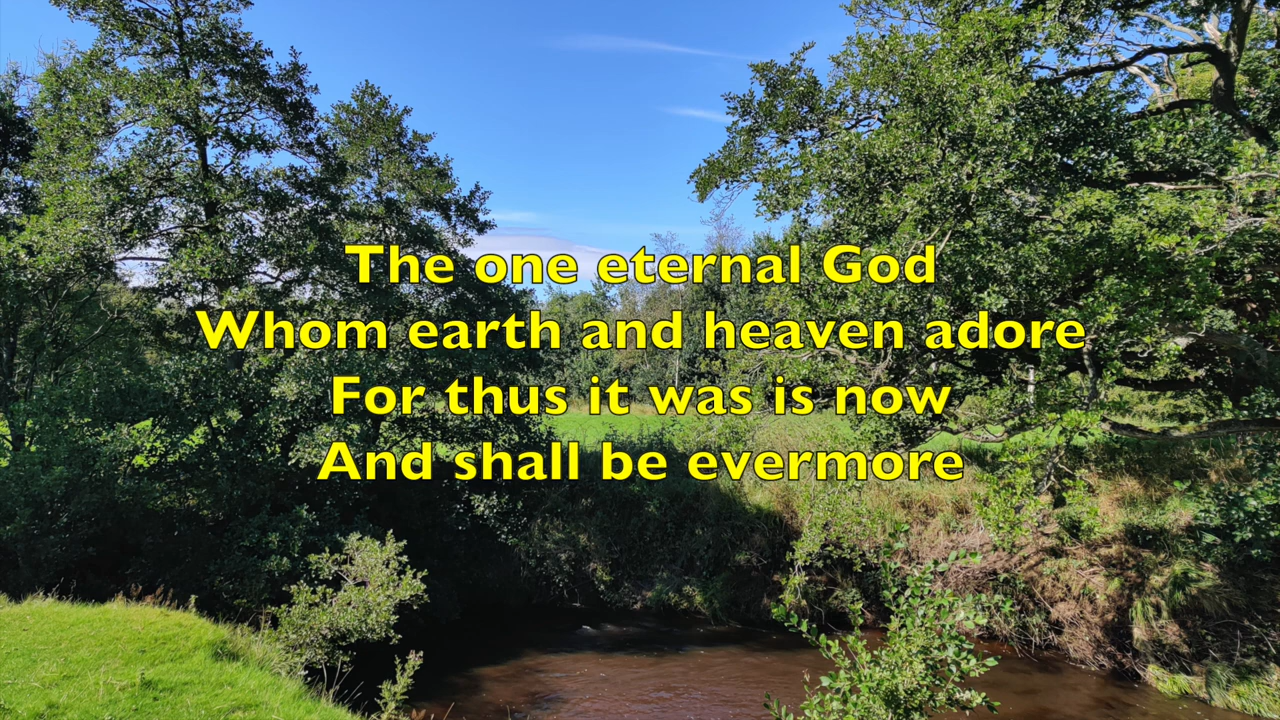 The one eternal God
Whom earth and heaven adore
For thus it was is now
And shall be evermore